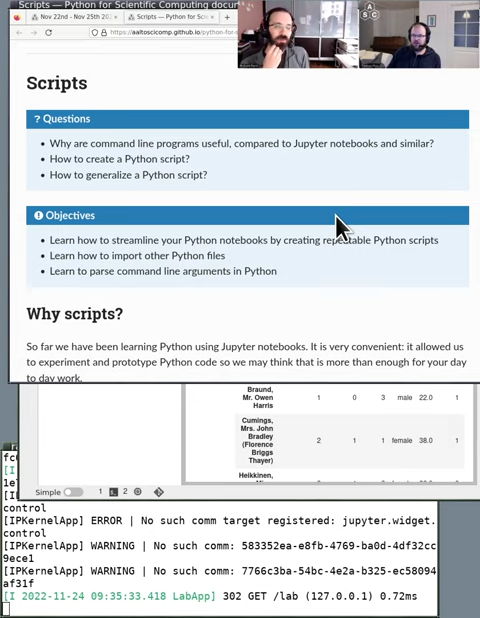 Scripts — Python for Scientific Computing docum
Nov 22nd - Nov 25th 202
Scripts — Python for Scie
https://aaltoscicomp.github.io/python-for-s
A
S C
Scripts
? Questions
• Why are command line programs useful, compared to Jupyter notebooks and similar?
• How to create a Python script?
• How to generalize a Python script?
Objectives
• Learn how to streamline your Python notebooks by creating repeatable Python scripts
• Learn how to import other Python files
• Learn to parse command line arguments in Python
Why scripts?
So far we have been learning Python using Jupyter notebooks. It is very convenient: it allowed us
to experiment and prototype Python code so we may think that is more than enough for your day
to day work.
Braund,
Mr. Owen
Harris
1 0 3 male 22.0 1
Cumings,
Mrs. John
Bradley
(Florence
Briggs
Thayer)
2 1 1 female 38.0 1
Heikkinen,
Simple 1 2
[I
1e
[I
control
[IPKernelApp] ERROR | No such comm target registered: jupyter.widget.
control
[IPKernelApp] WARNING | No such comm: 583352ea-e8fb-4769-ba0d-4df32cc
9ece1
[IPKernelApp] WARNING | No such comm: 7766c3ba-54bc-4e2a-b325-ec58094
af31f
[I 2022-11-24 09:35:33.418 LabApp] 302 GET /lab (127.0.0.1) 0.72ms